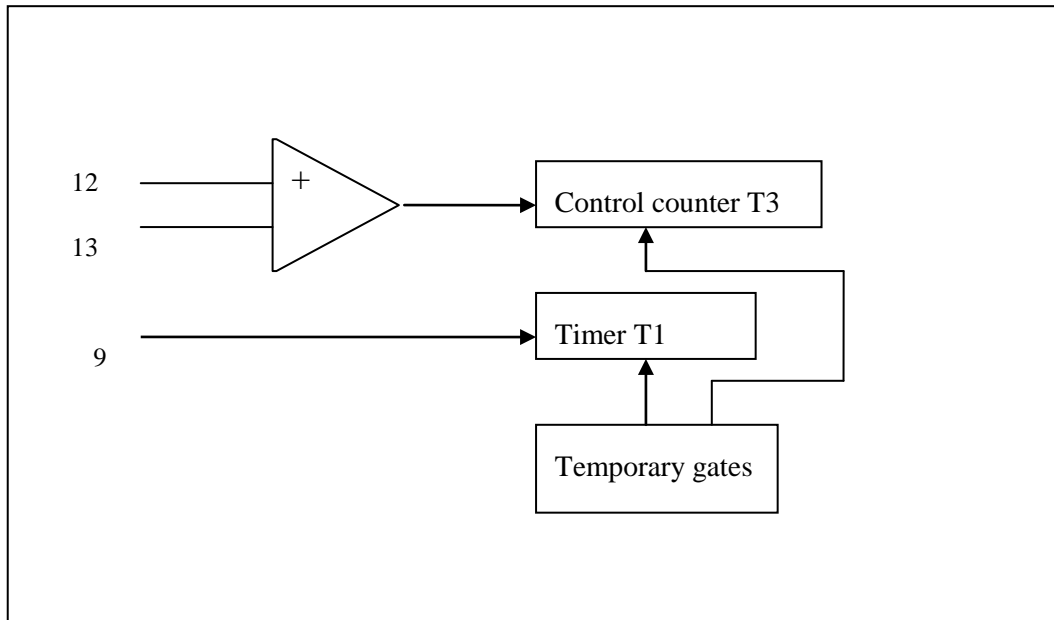 12
+
Control counter T3
13
Timer T1
9
Temporary gates